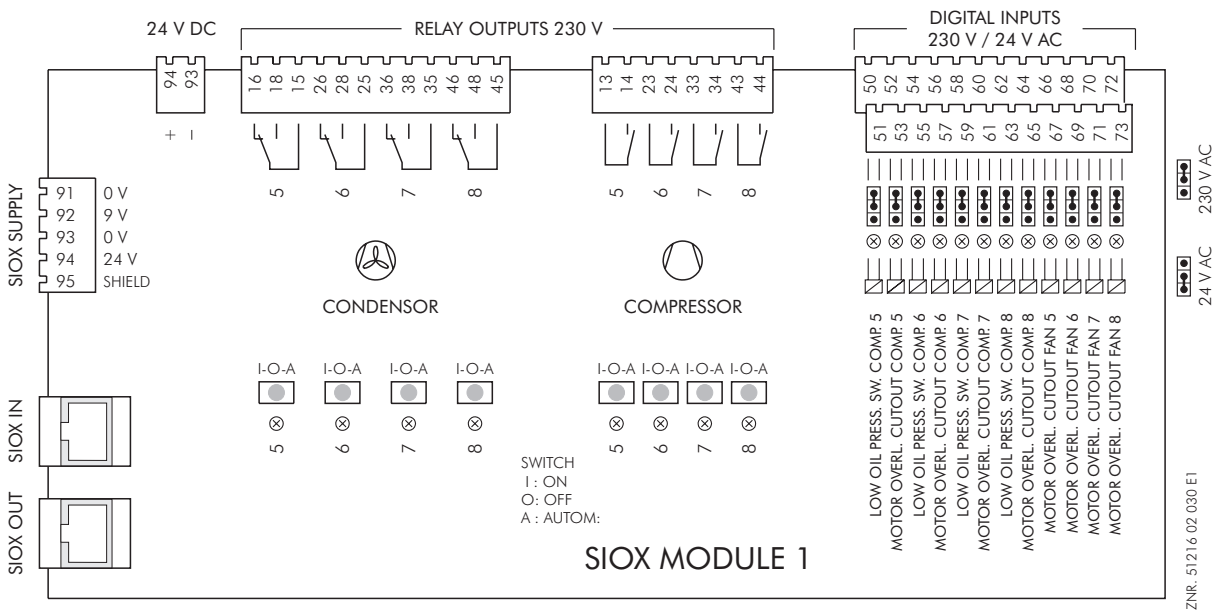 24 V DC
RELAY OUTPUTS 230 V
DIGITAL INPUTS
230 V / 24 V AC
94 93
16 18 15 26 28 25 36 38 35 46 48 45
13 14 23 24 33 34 43 44
50 52 54 56 58 60 62 64 66 68 70 72
51 53 55 57 59 61 63 65 67 69 71 73
+ −
5 6 7 8
5 6 7 8
230 V AC
24 V AC
SIOX SUPPLY
91 0 V
92 9 V
93 0 V
94 24 V
95 SHIELD
CONDENSOR
COMPRESSOR
I-O-A I-O-A I-O-A I-O-A
I-O-A I-O-A I-O-A I-O-A
5 6 7 8
5 6 7 8
SIOX IN
SIOX OUT
SWITCH
I : ON
O: OFF
A : AUTOM:
SIOX MODULE 1
LOW OIL PRESS. SW. COMP. 5
MOTOR OVERL. CUTOUT COMP. 5
LOW OIL PRESS. SW. COMP. 6
MOTOR OVERL. CUTOUT COMP. 6
LOW OIL PRESS. SW. COMP. 7
MOTOR OVERL. CUTOUT COMP. 7
LOW OIL PRESS. SW. COMP. 8
MOTOR OVERL. CUTOUT COMP. 8
MOTOR OVERL. CUTOUT FAN 5
MOTOR OVERL. CUTOUT FAN 6
MOTOR OVERL. CUTOUT FAN 7
MOTOR OVERL. CUTOUT FAN 8
ZNR. 51216 02 030 E1